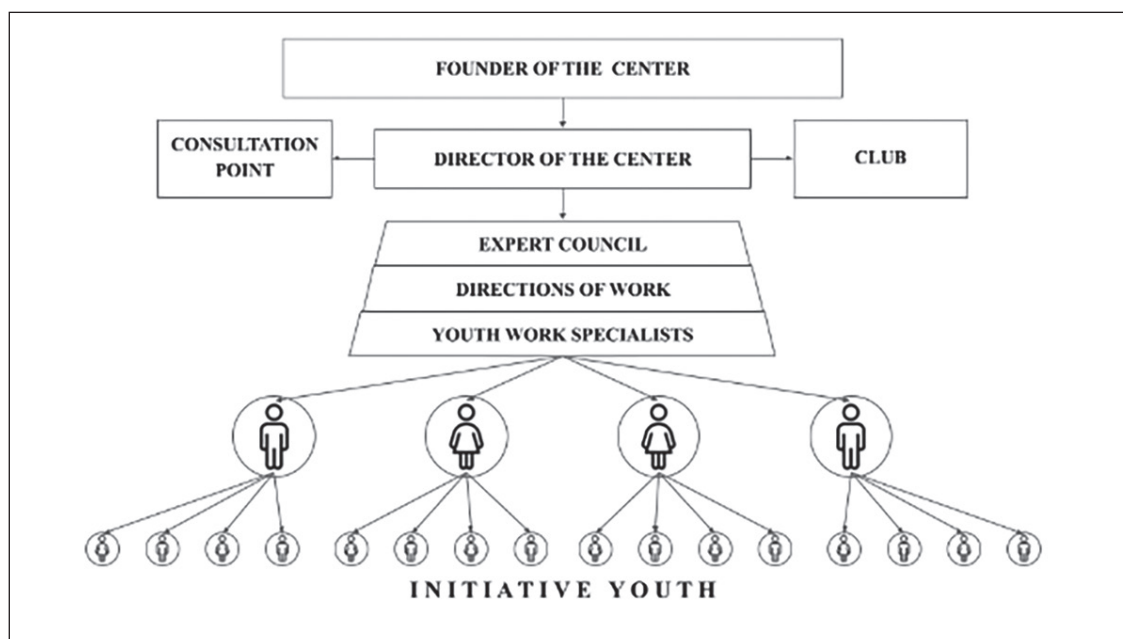 FOUNDER OF THE CENTER
CONSULTATION
POINT
DIRECTOR OF THE CENTER
CLUB
EXPERT COUNCIL
DIRECTIONS OF WORK
YOUTH WORK SPECIALISTS
INITIATIVE YOUTH